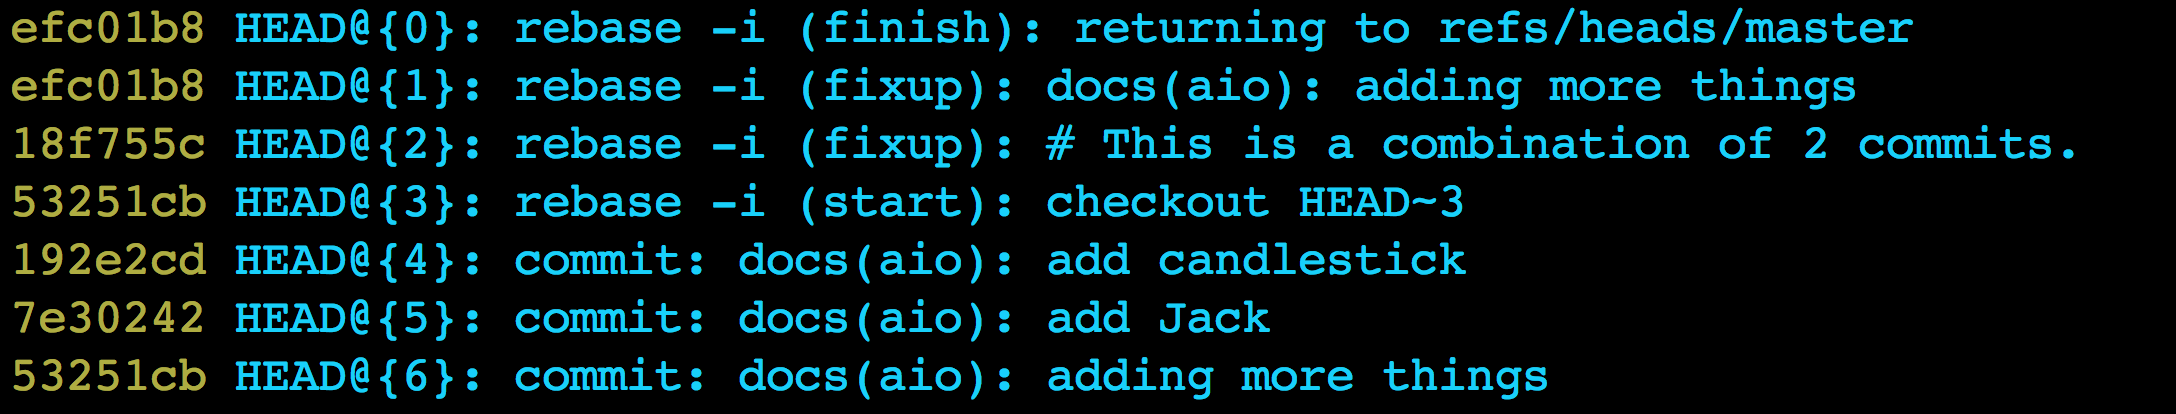 efc01b8 HEAD@{0}: rebase -i (finish): returning to refs/heads/master
efc01b8 HEAD@{1}: rebase -i (fixup): docs(aio): adding more things
18f755c HEAD@{2}: rebase -i (fixup): # This is a combination of 2 commits.
53251cb HEAD@{3}: rebase -i (start): checkout HEAD~3
192e2cd HEAD@{4}: commit: docs(aio): add candlestick
7e30242 HEAD@{5}: commit: docs(aio): add Jack
53251cb HEAD@{6}: commit: docs(aio): adding more things